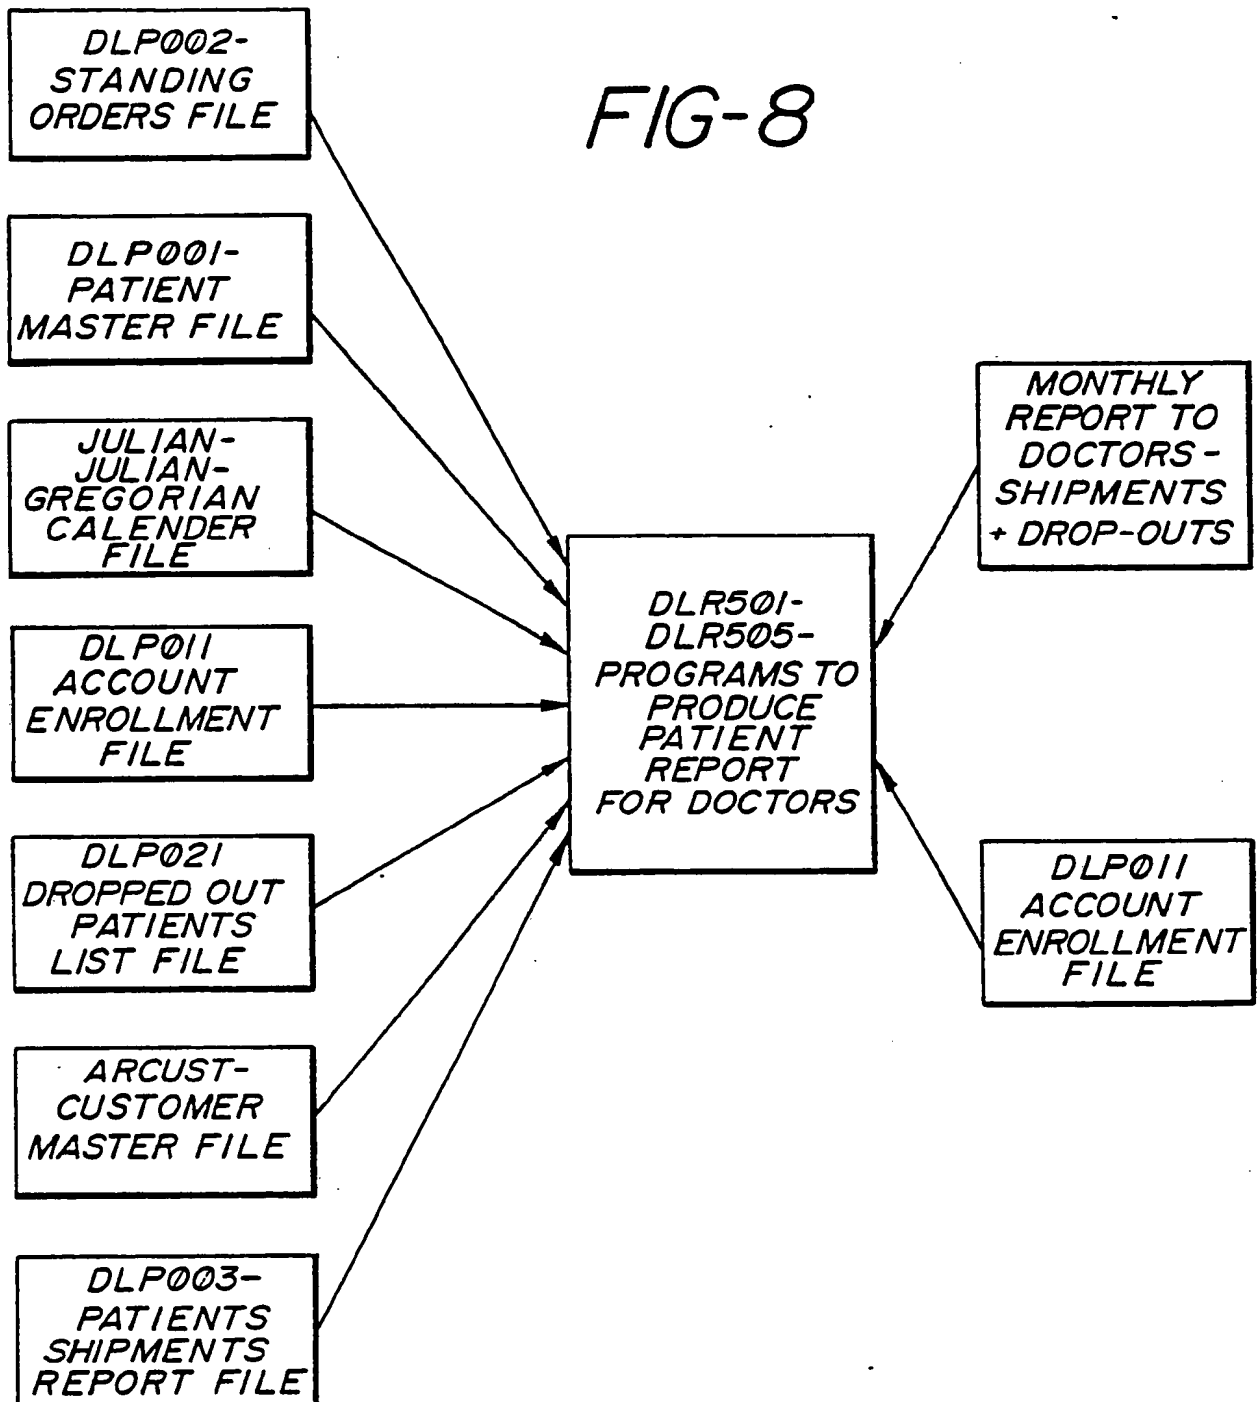 FIG-8
DLPØØ2-
STANDING
ORDERS FILE
DLPØØ1-
PATIENT
MASTER FILE
JULIAN-
JULIAN-
GREGORIAN
CALENDER
FILE
DLPØ11
ACCOUNT
ENROLLMENT
FILE
DLPØ21
DROPPED OUT
PATIENTS
LIST FILE
ARCUST-
CUSTOMER
MASTER FILE
DLPØØ3-
PATIENTS
SHIPMENTS
REPORT FILE
DLR5Ø1-
DLR5Ø5-
PROGRAMS TO
PRODUCE
PATIENT
REPORT
FOR DOCTORS
MONTHLY
REPORT TO
DOCTORS-
SHIPMENTS
+ DROP-OUTS
DLPØ11
ACCOUNT
ENROLLMENT
FILE